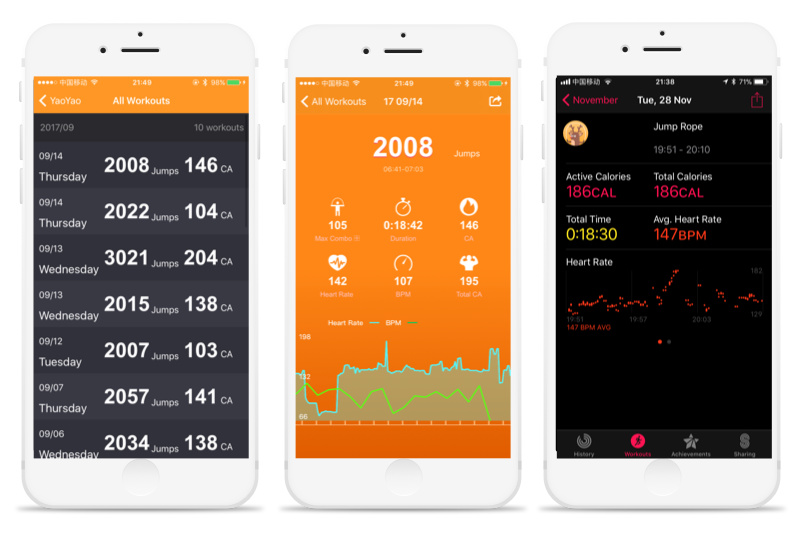 中国移动 21:49 98%
YaoYao All Workouts
2017/09 10 workouts
09/14
Thursday 2008 Jumps 146 CA
09/14
Thursday 2022 Jumps 104 CA
09/13
Wednesday 3021 Jumps 204 CA
09/13
Wednesday 2015 Jumps 138 CA
09/12
Tuesday 2007 Jumps 103 CA
09/07
Thursday 2057 Jumps 141 CA
09/06
Wednesday 2034 Jumps 138 CA
中国移动 21:49 98%
All Workouts 17 09/14
2008 Jumps
06:41-07:03
105 0:18:42 146
Max Combo Duration CA
142 107 195
Heart Rate BPM Total CA
Heart Rate BPM
198
132
66
中国移动 21:38 71%
November Tue, 28 Nov
Jump Rope
19:51 - 20:10
Active Calories Total Calories
186CAL 186CAL
Total Time Avg. Heart Rate
0:18:30 147BPM
Heart Rate
182
129
19:51 19:57 20:03
147 BPM AVG
History Workouts Achievements Sharing